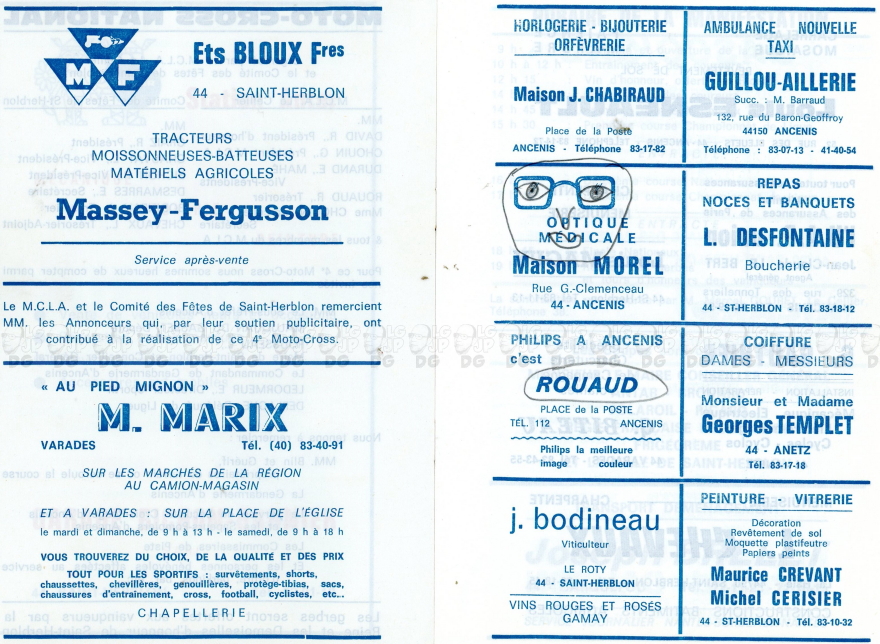 M F
Ets BLOUX Fres
44 - SAINT-HERBLON
TRACTEURS
MOISSONNEUSES-BATTEUSES
MATÉRIELS AGRICOLES
Massey-Fergusson
Service après-vente
Le M.C.L.A. et le Comité des Fêtes de Saint-Herblon remercient
MM. les Annonceurs qui, par leur soutien publicitaire, ont
contribué à la réalisation de ce 4e Moto-Cross.
« AU PIED MIGNON »
M. MARIX
VARADES Tél. (40) 83-40-91
SUR LES MARCHÉS DE LA RÉGION
AU CAMION-MAGASIN
ET A VARADES : SUR LA PLACE DE L'ÉGLISE
le mardi et dimanche, de 9 h à 13 h - le samedi, de 9 h à 18 h
VOUS TROUVEREZ DU CHOIX, DE LA QUALITE ET DES PRIX
TOUT POUR LES SPORTIFS : survêtements, shorts,
chaussettes, chevillères, genouillères, protège-tibias, sacs,
chaussures d'entrainement, cross, football, cyclistes, etc..
CHAPELLERIE
HORLOGERIE - BIJOUTERIE
ORFÈVRERIE
Maison J. CHABIRAUD
Place de la Poste
ANCENIS - Téléphone 83-17-82
AMBULANCE NOUVELLE
TAXI
GUILLOU-AILLERIE
Succ. : M. Barraud
132, rue du Baron-Geoffroy
44150 ANCENIS
Téléphone : 83-07-13 - 41-40-54
OPTIQUE
MÉDICALE
Maison MOREL
Rue G.-Clemenceau
44 - ANCENIS
REPAS
NOCES ET BANQUETS
L. DESFONTAINE
Boucherie
44 - ST-HERBLON - Tél. 83-18-12
PHILIPS A ANCENIS
c'est
ROUAUD
PLACE de la POSTE
TÉL. 112 ANCENIS
Philips la meilleure
image couleur
COIFFURE
DAMES - MESSIEURS
Monsieur et Madame
Georges TEMPLET
44 - ANETZ
Tél. 83-17-18
j. bodineau
Viticulteur
LE ROTY
44 - SAINT-HERBLON
VINS ROUGES ET ROSÉS
GAMAY
PEINTURE - VITRERIE
Décoration
Revêtement de sol
Moquette plastifeutre
Papiers peints
Maurice CREVANT
Michel CERISIER
44 - ST-HERBLON - Tél. 83-10-32